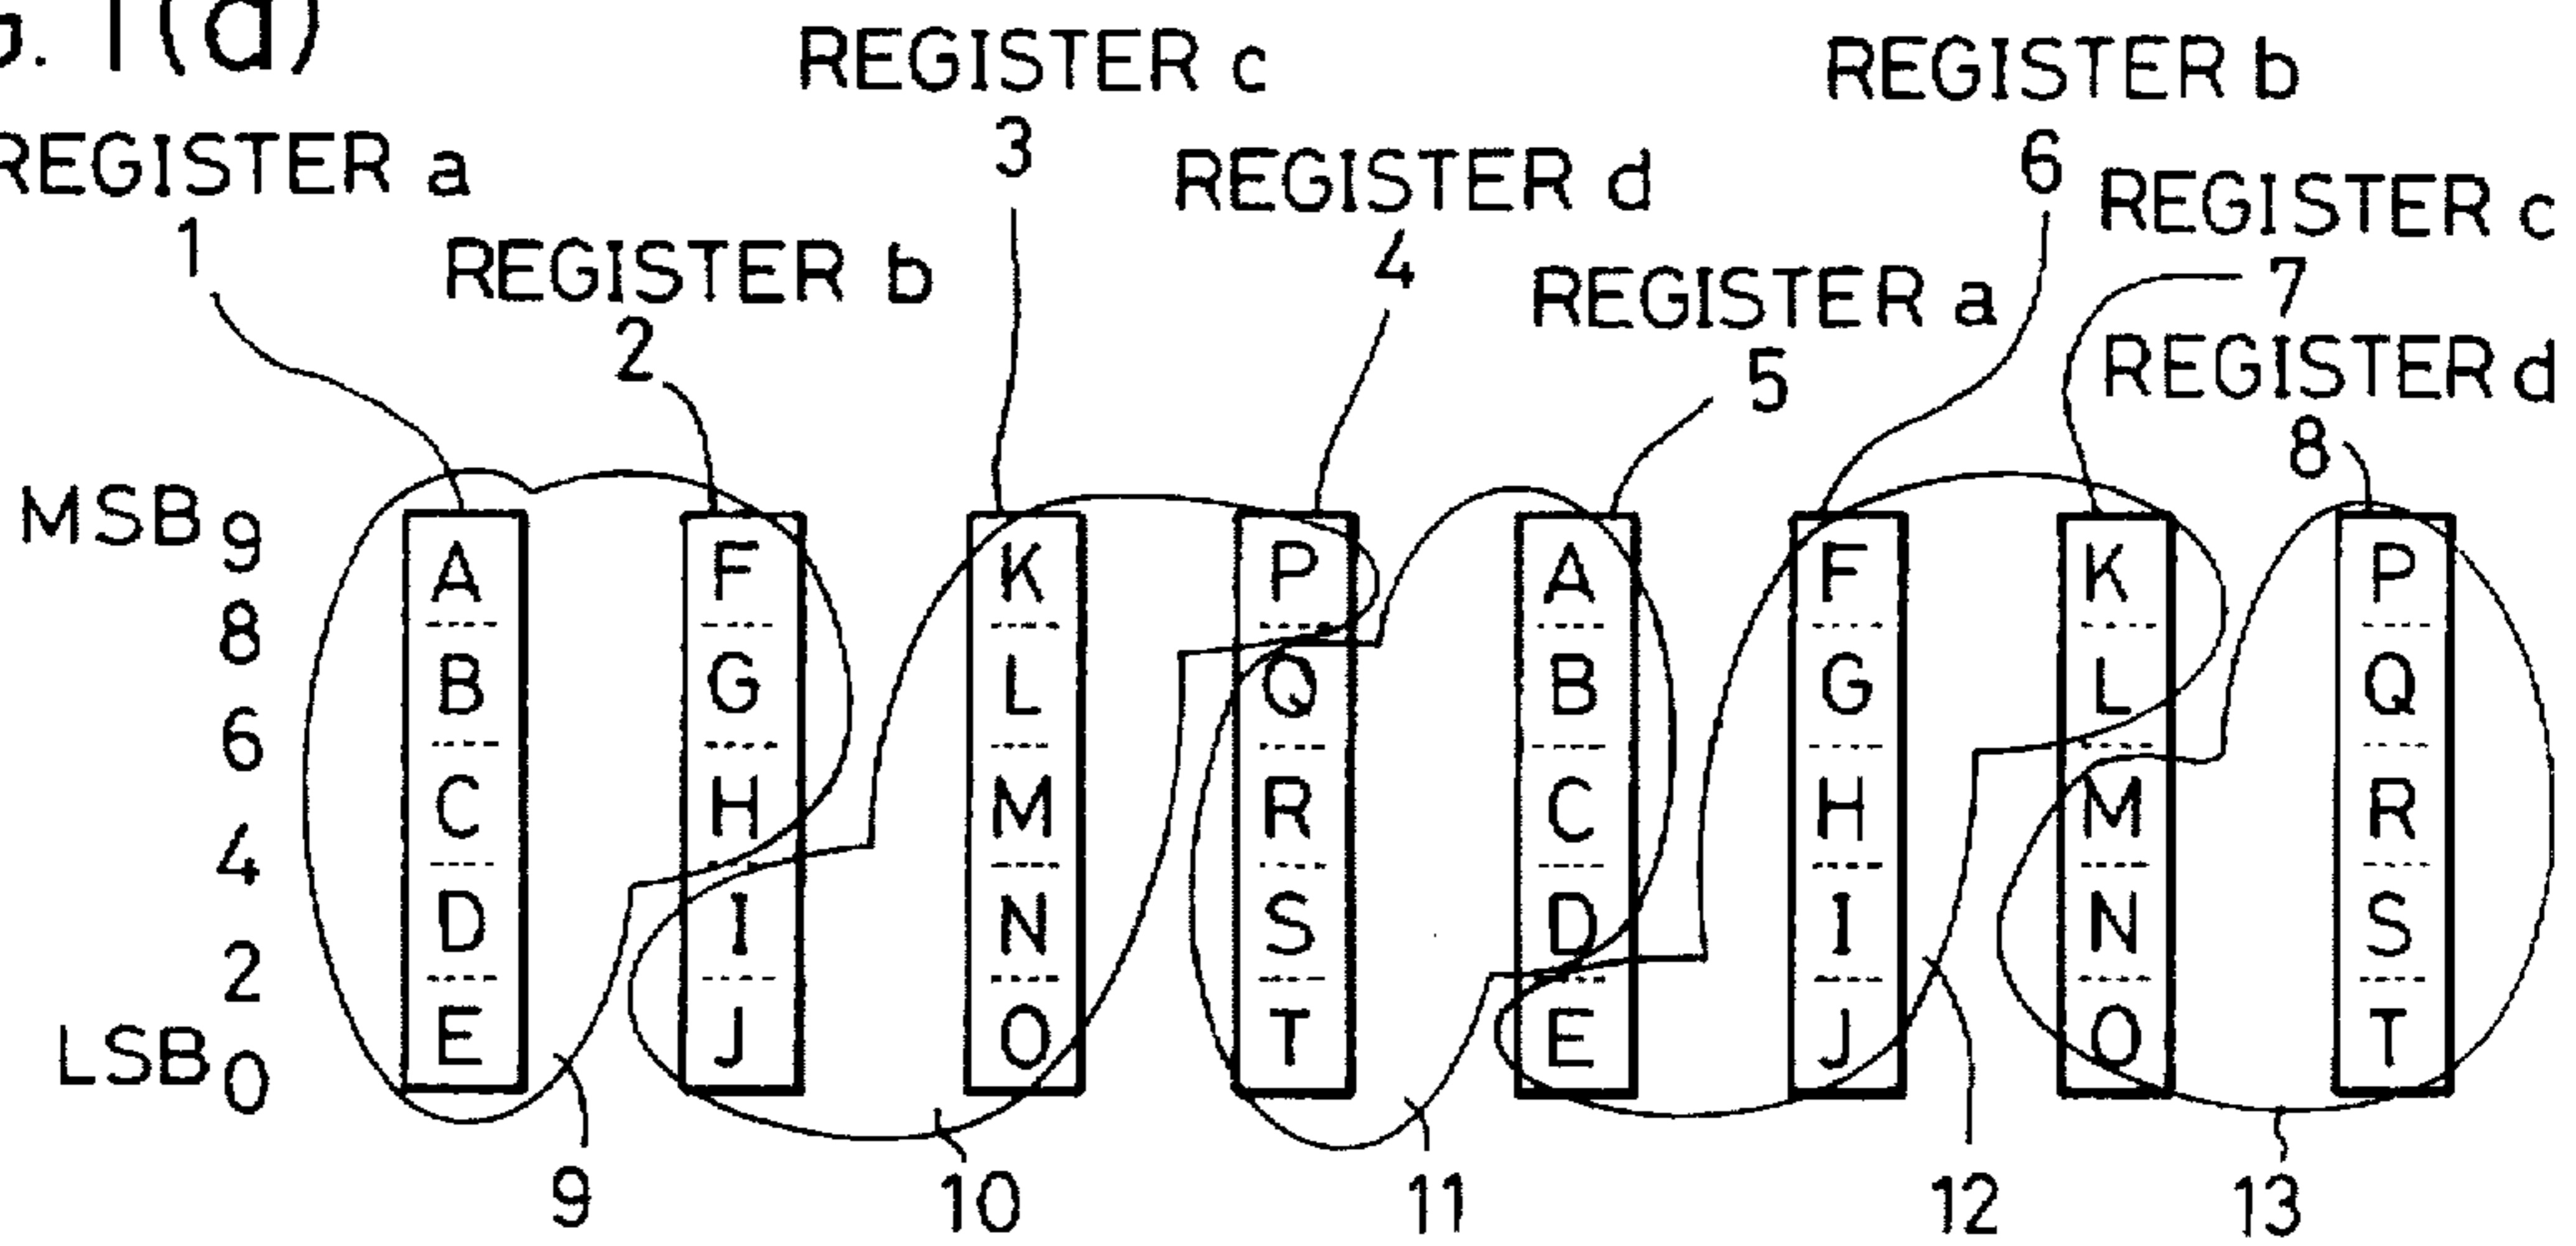 G. 1(d)
REGISTER c
3
REGISTER b
6
REGISTER a
1
REGISTER d
4
REGISTER c
7
REGISTER b
2
REGISTER a
5
REGISTER d
8
MSB 9
8
6
4
2
LSB 0
A F K P A F K P
B G L Q B G L Q
C H M R C H M R
D I N S D I N S
E J O T E J O T
9 10 11 12 13